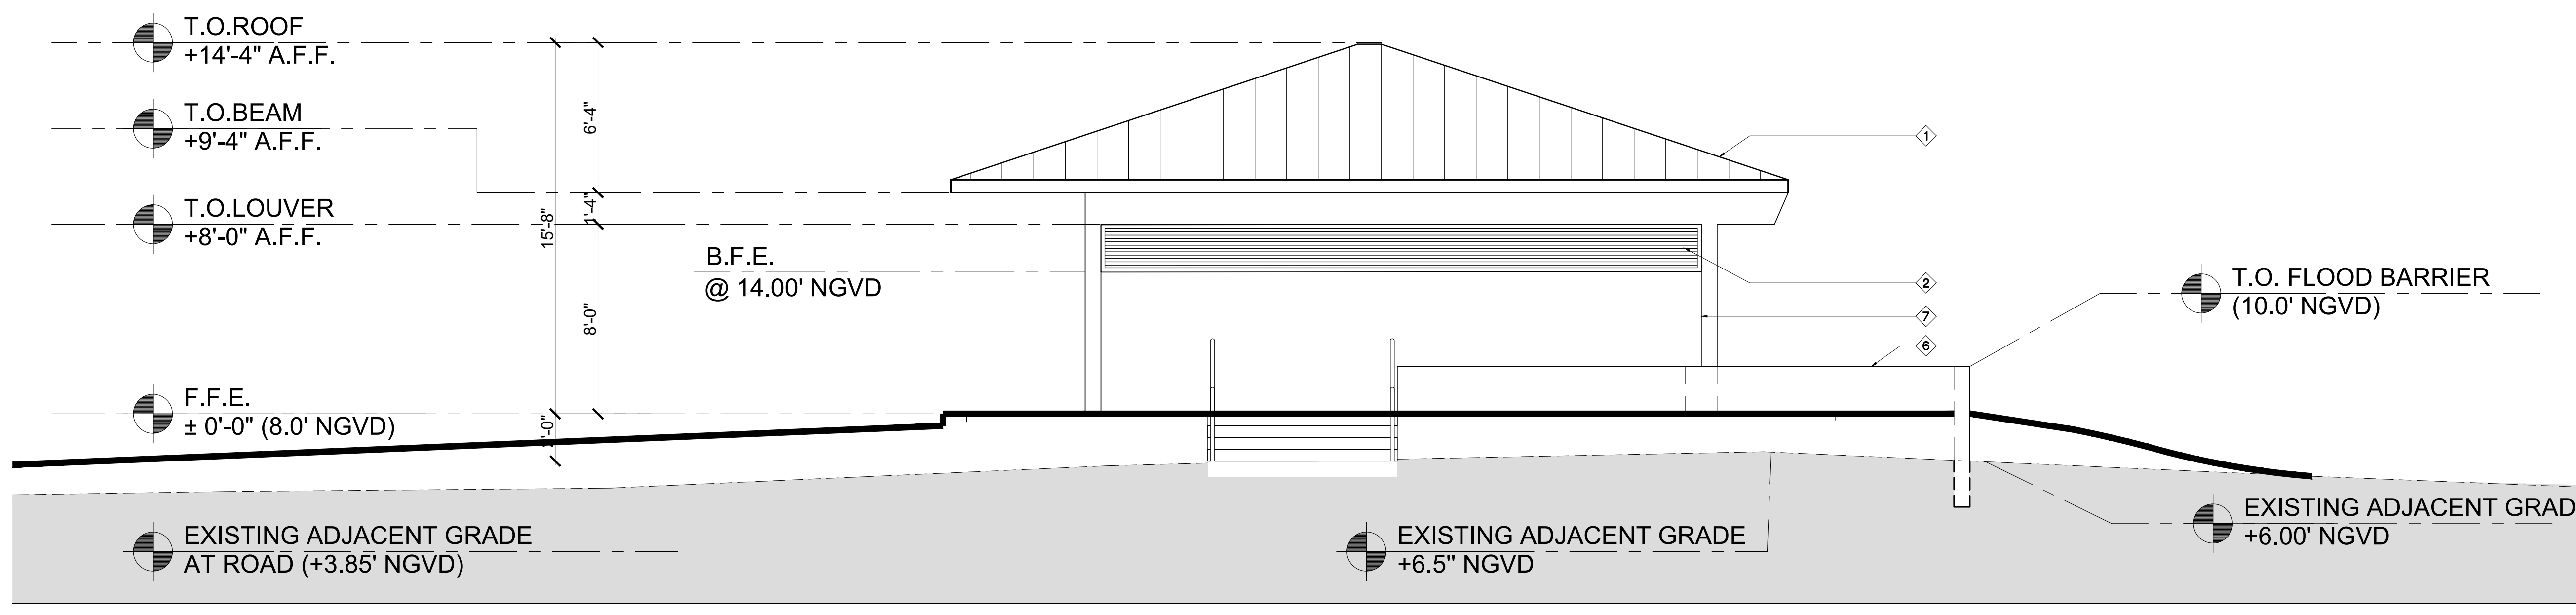 T.O.ROOF
+14'-4" A.F.F.
T.O.BEAM
+9'-4" A.F.F.
T.O.LOUVER
+8'-0" A.F.F.
F.F.E.
± 0'-0" (8.0' NGVD)
EXISTING ADJACENT GRADE
AT ROAD (+3.85' NGVD)
15'-8"
6'-4"
1'-4"
8'-0"
B.F.E.
@ 14.00' NGVD
1
2
7
6
T.O. FLOOD BARRIER
(10.0' NGVD)
EXISTING ADJACENT GRADE
+6.5" NGVD
EXISTING ADJACENT GRAD
+6.00' NGVD